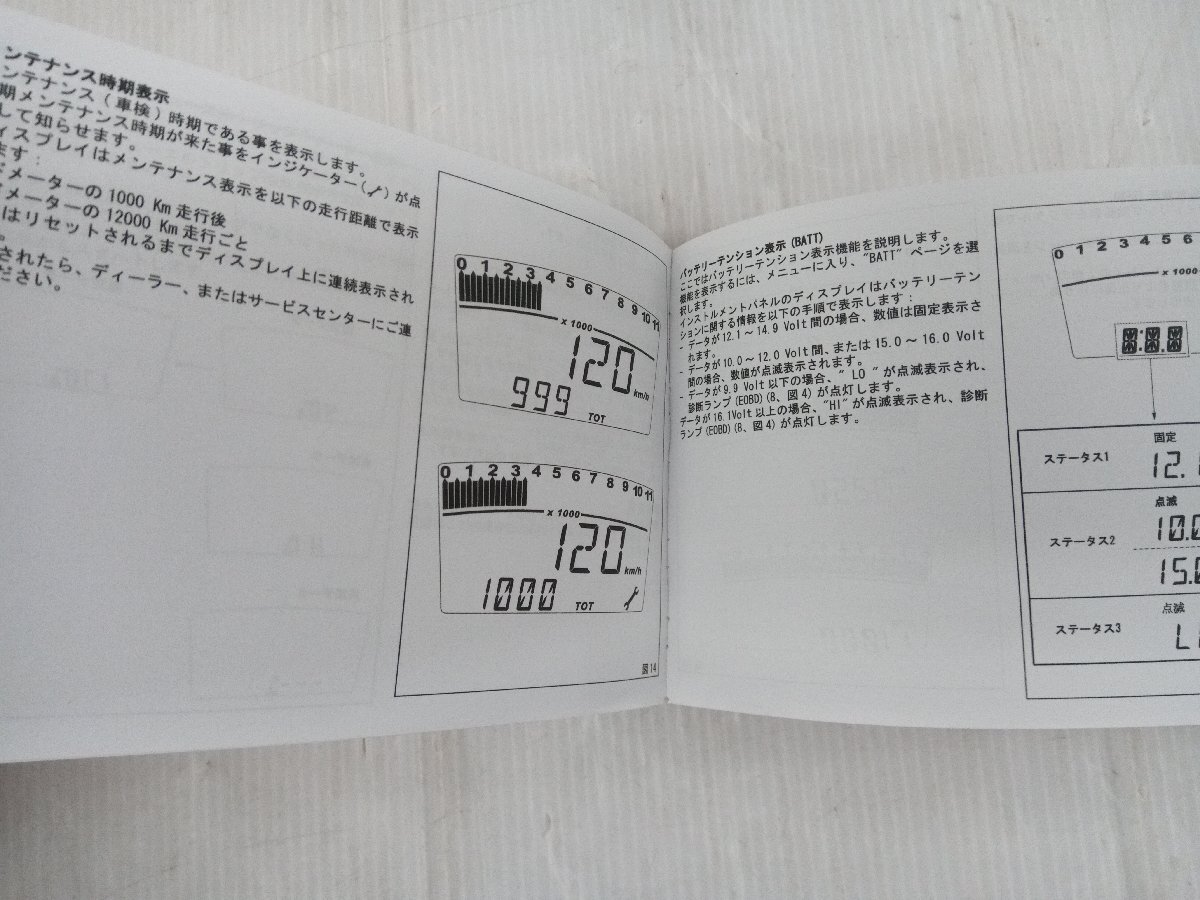 ンテナンス時期表示
ンテナンス(車検)時期である事を表示します。
期メンテナンス時期が来た事をインジケーター( )が点
して知らせます。
ィスプレイはメンテナンス表示を以下の走行距離で表示
ます:
メーターの 1000 Km 走行後
メーターの 12000 Km 走行ごと
はリセットされるまでディスプレイ上に連続表示され
されたら、ディーラー、またはサービスセンターにご連
ださい。
0 1 2 3 4 5 6 7 8 9 10 11
x 1000
120 km/h
999 TOT
0 1 2 3 4 5 6 7 8 9 10 11
x 1000
120 km/h
1000 TOT
図 14
バッテリーテンション表示 (BATT)
ここではバッテリーテンション表示機能を説明します。
機能を表示するには、メニューに入り、"BATT" ページを選
択します。
インストルメントパネルのディスプレイはバッテリーテン
ションに関する情報を以下の手順で表示します:
- データが 12.1 ~ 14.9 Volt 間の場合、数値は固定表示さ
れます。
- データが 10.0 ~ 12.0 Volt 間、または 15.0 ~ 16.0 Volt
間の場合、数値が点滅表示されます。
- データが 9.9 Volt 以下の場合、" LO " が点滅表示され、
診断ランプ (EOBD) (8、図 4) が点灯します。
データが 16.1Volt 以上の場合、"HI" が点滅表示され、診断
ランプ (EOBD) (8、図 4) が点灯します。
0 1 2 3 4 5 6
x 1000
8:8.8
固定
ステータス1 12.1
点滅
ステータス2 10.0
15.0
点滅
ステータス3 L